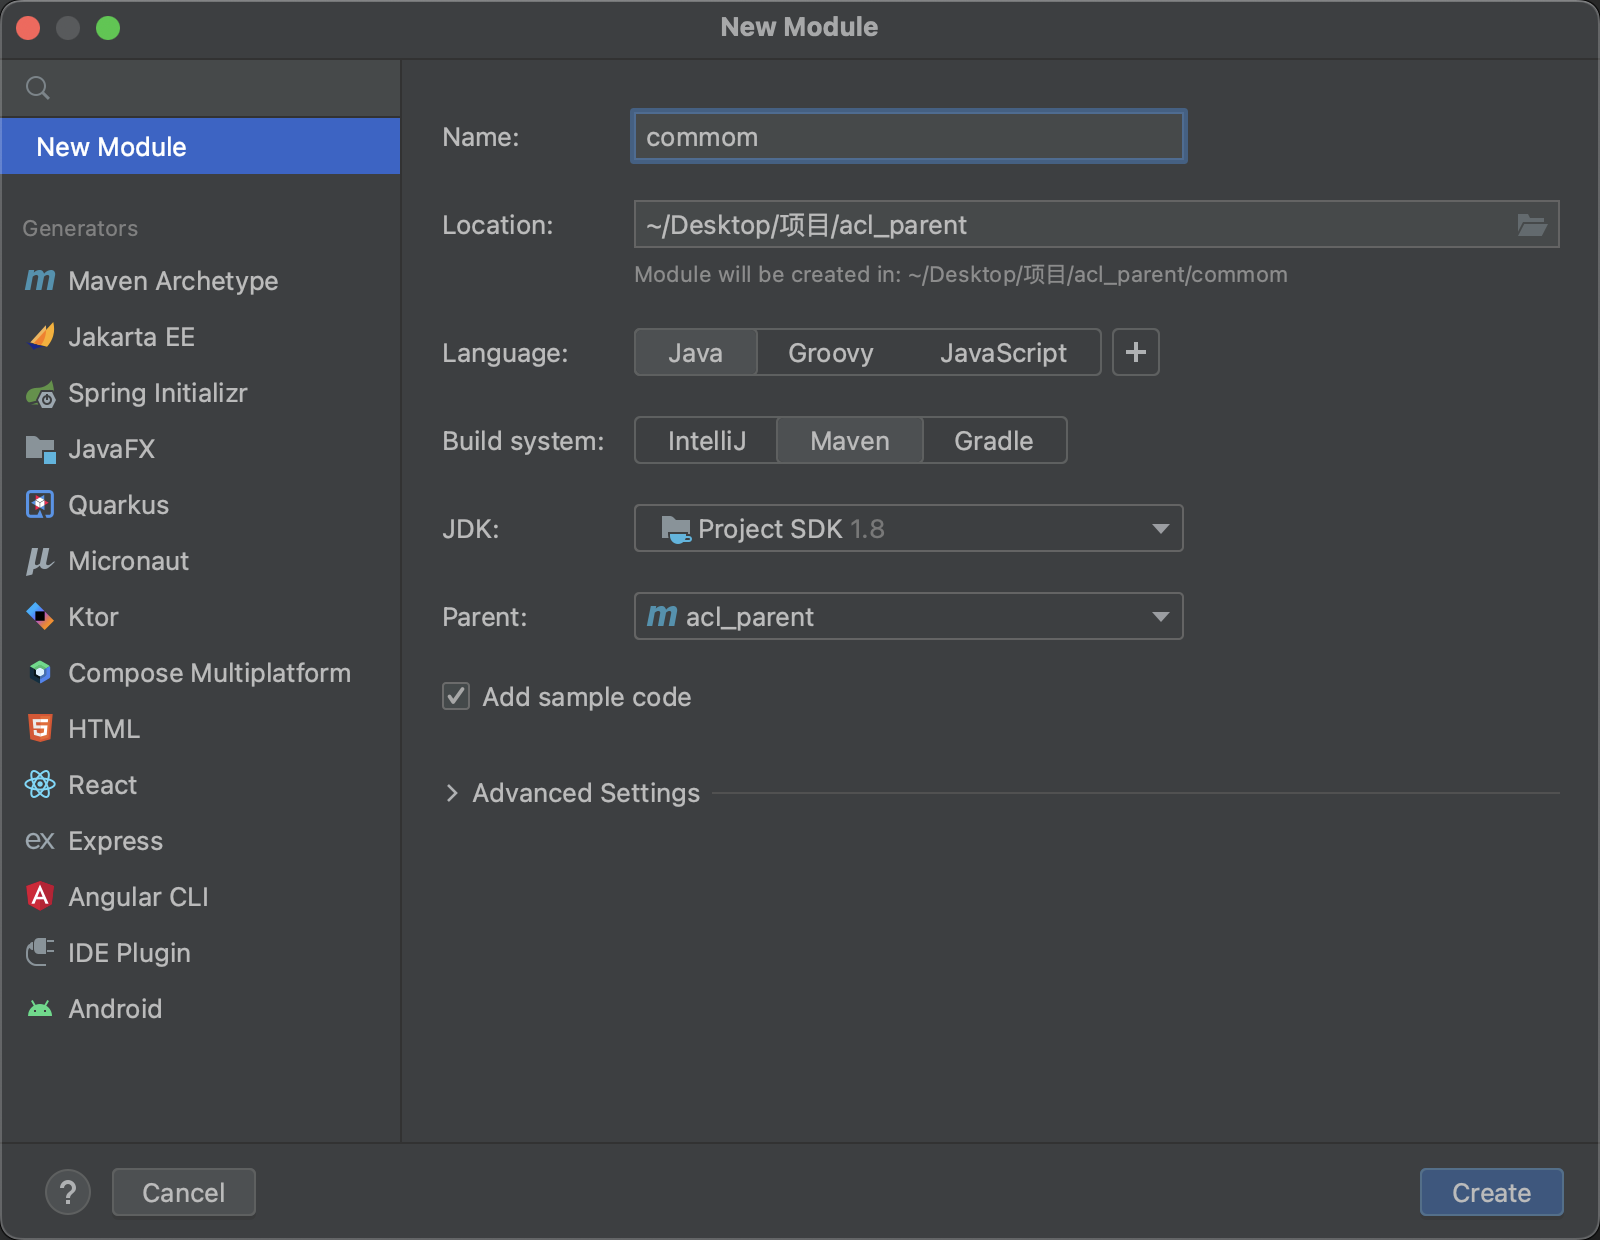 New Module
New Module
Generators
Maven Archetype
Jakarta EE
Spring Initializr
JavaFX
Quarkus
Micronaut
Ktor
Compose Multiplatform
HTML
React
ex Express
Angular CLI
IDE Plugin
Android
Name: commom
Location: ~/Desktop/项目/acl_parent
Module will be created in: ~/Desktop/项目/acl_parent/commom
Language: Java Groovy JavaScript +
Build system: IntelliJ Maven Gradle
JDK: Project SDK 1.8
Parent: m acl_parent
Add sample code
Advanced Settings
? Cancel Create